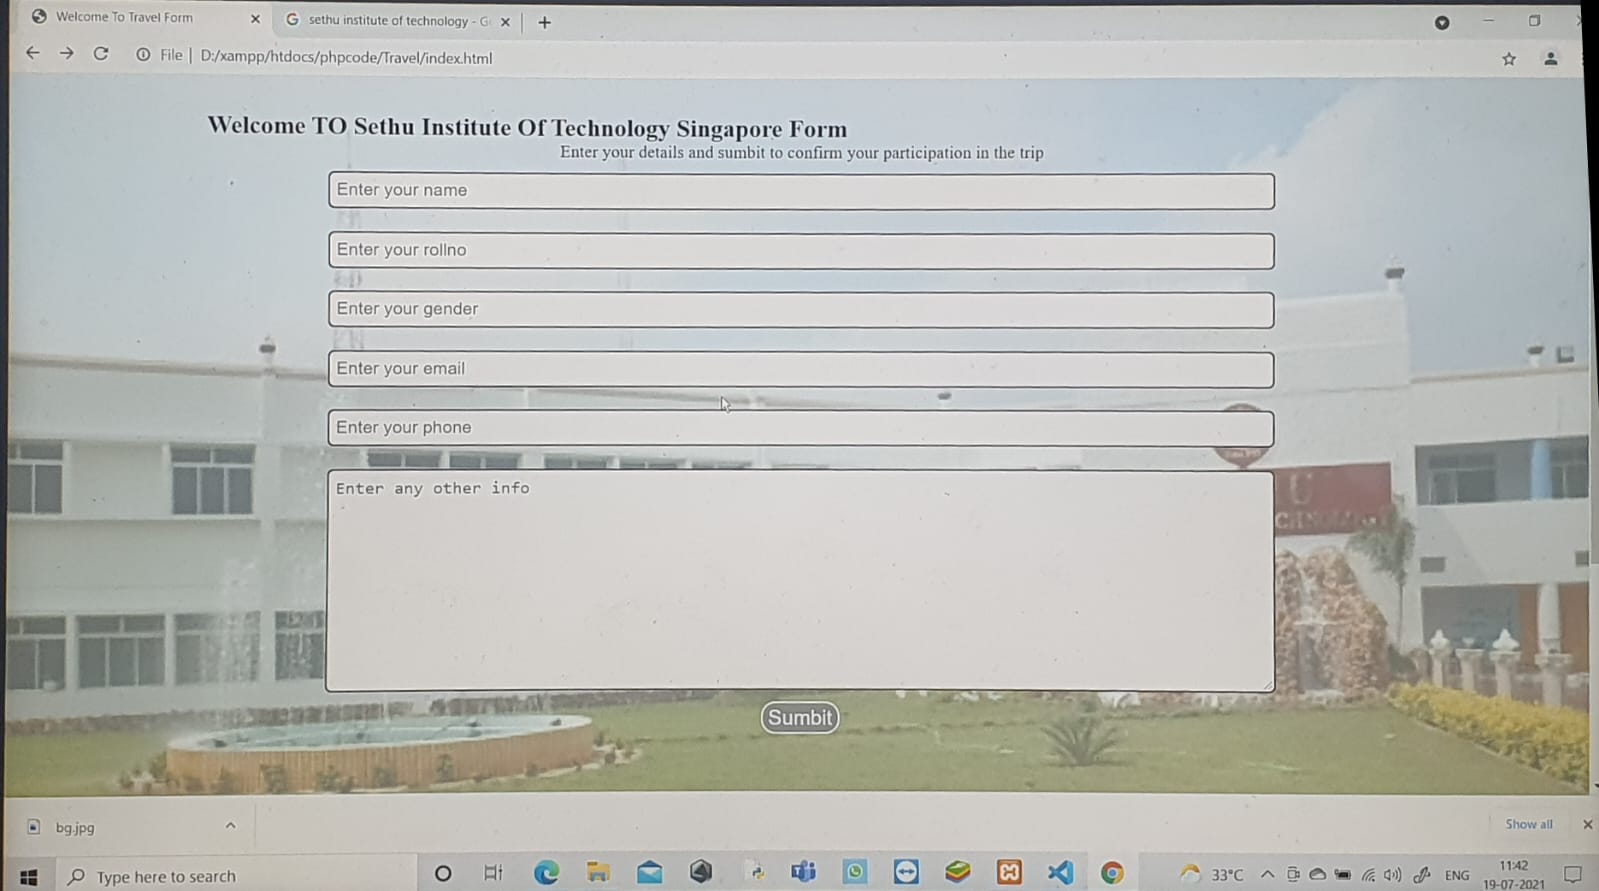 Welcome To Travel Form
sethu institute of technology - G
File | D:/xampp/htdocs/phpcode/Travel/index.html
Welcome TO Sethu Institute Of Technology Singapore Form
Enter your details and sumbit to confirm your participation in the trip
Enter your name
Enter your rollno
Enter your gender
Enter your email
Enter your phone
Enter any other info
U
Sumbit
bg.jpg
Show all
Type here to search
33°C
ENG
11:42
19-07-2021